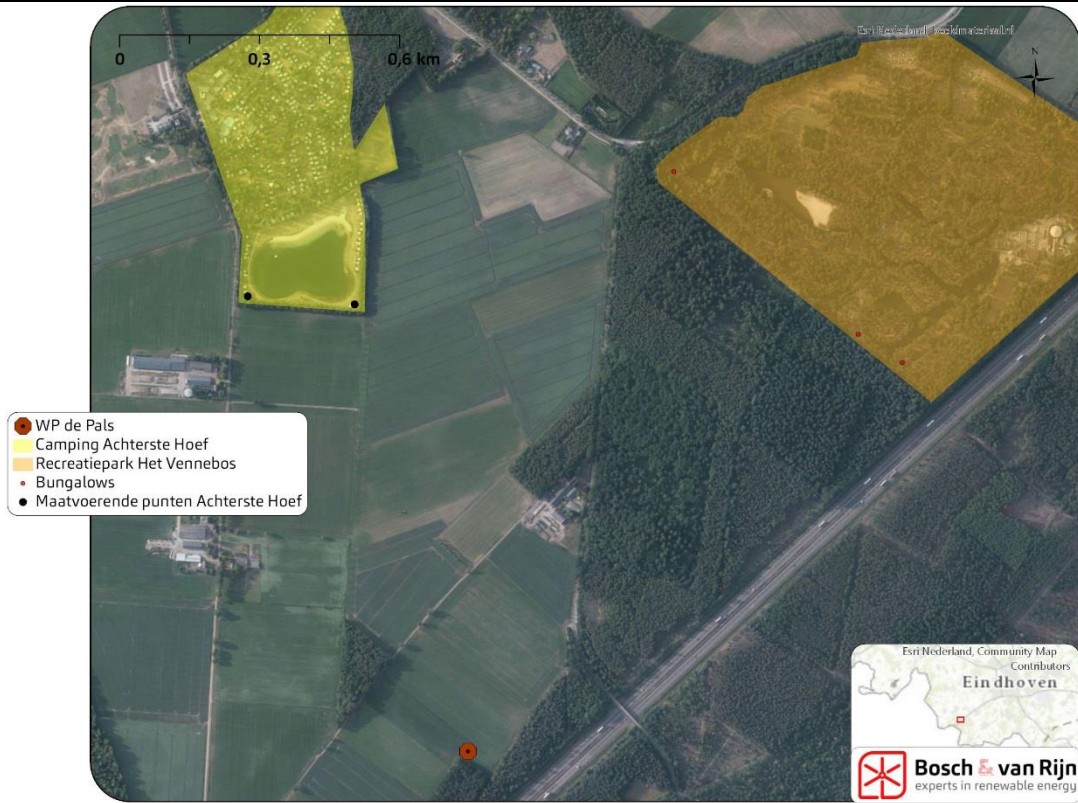 Esri Nederland, beeldmateriaal.nl
0 0,3 0,6 km
N
WP de Pals
Camping Achterste Hoef
Recreatiepark Het Vennebos
Bungalows
Maatvoerende punten Achterste Hoef
Esri Nederland, Community Map
Contributors
Eindhoven
Bosch & van Rijn
experts in renewable energy